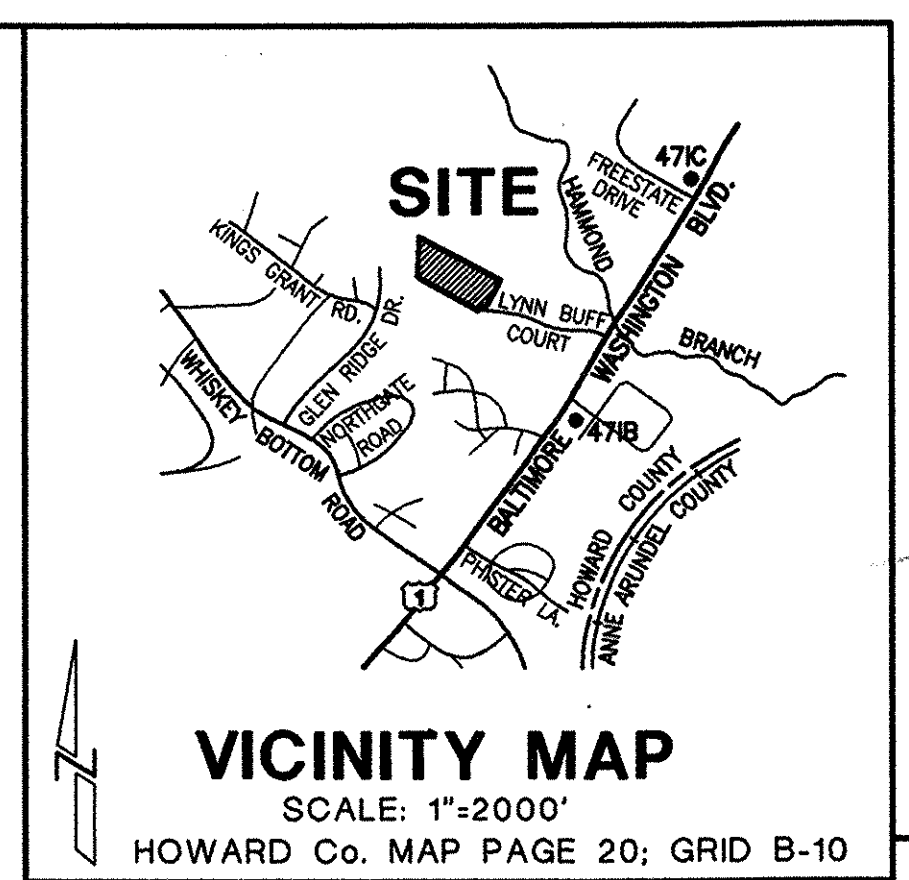 SITE
471C
FREESTATE
DRIVE
HAMMOND
BALTIMORE WASHINGTON BLVD.
KINGS GRANT RD.
LYNN BUFF
COURT
BRANCH
GLEN RIDGE DR.
WHISKEY BOTTOM ROAD
NORTHGATE
ROAD
471B
HOWARD COUNTY
ANNE ARUNDEL COUNTY
PHISTER LA.
1
VICINITY MAP
SCALE: 1"=2000'
HOWARD Co. MAP PAGE 20; GRID B-10